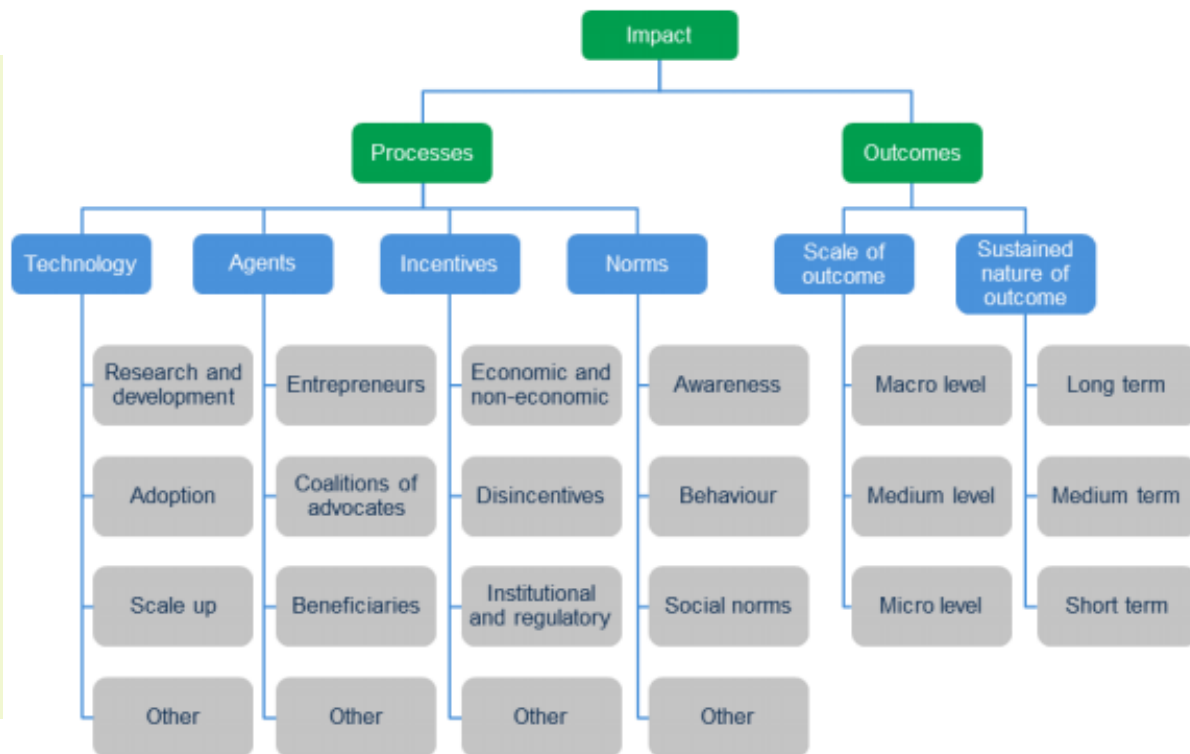 Impact
Processes
Outcomes
Technology
Agents
Incentives
Norms
Scale of
outcome
Sustained
nature of
outcome
Research and
development
Entrepreneurs
Economic and
non-economic
Awareness
Macro level
Long term
Adoption
Coalitions of
advocates
Disincentives
Behaviour
Medium level
Medium term
Scale up
Beneficiaries
Institutional
and regulatory
Social norms
Micro level
Short term
Other
Other
Other
Other